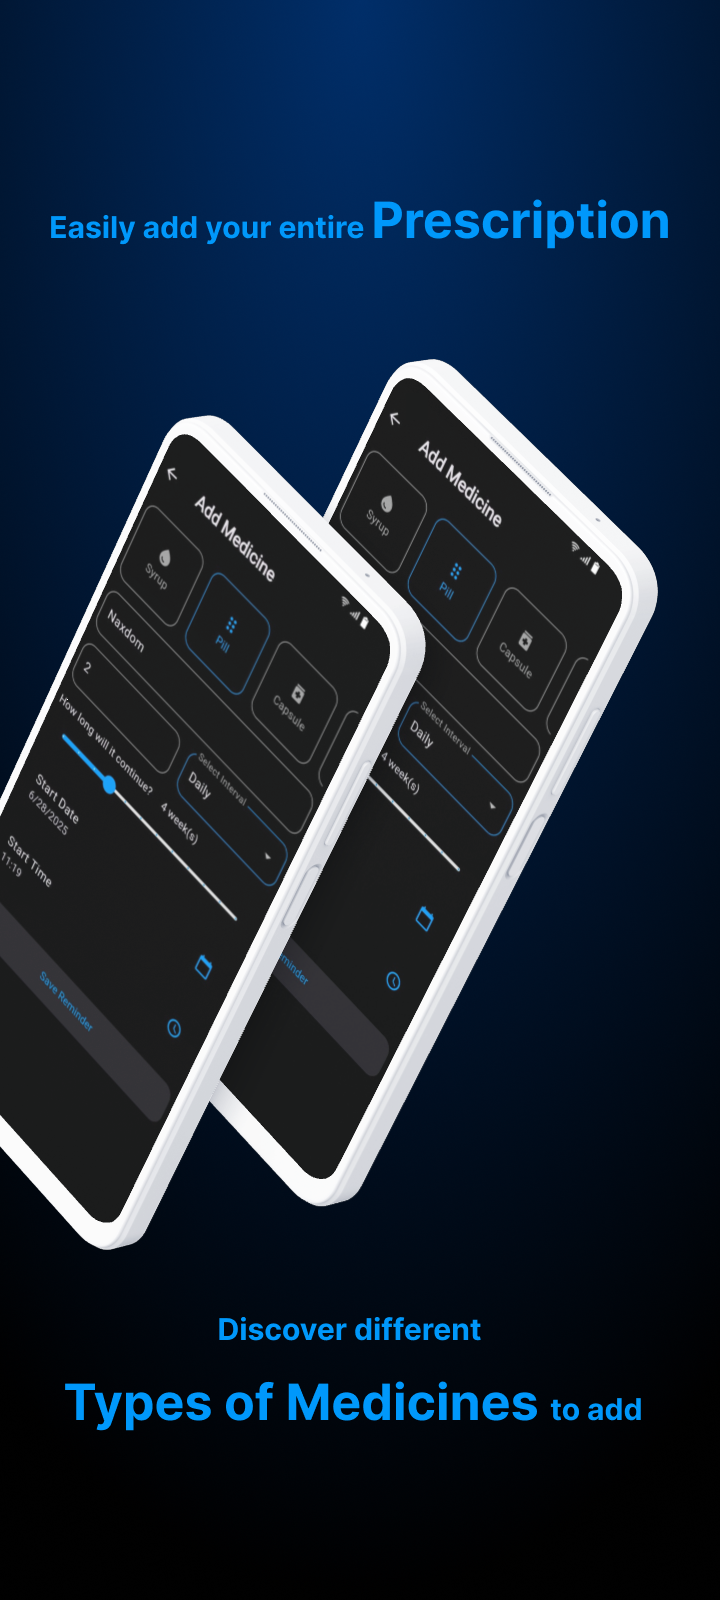 Easily add your entire Prescription
Add Medicine
Syrup
Pill
Capsule
Select Interval
Daily
4 week(s)
minder
Add Medicine
Syrup
Pill
Capsule
Naxdom
2
Select Interval
Daily
How long will it continue?
4 week(s)
Start Date
6/28/2025
Start Time
11:19
Save Reminder
Discover different
Types of Medicines to add